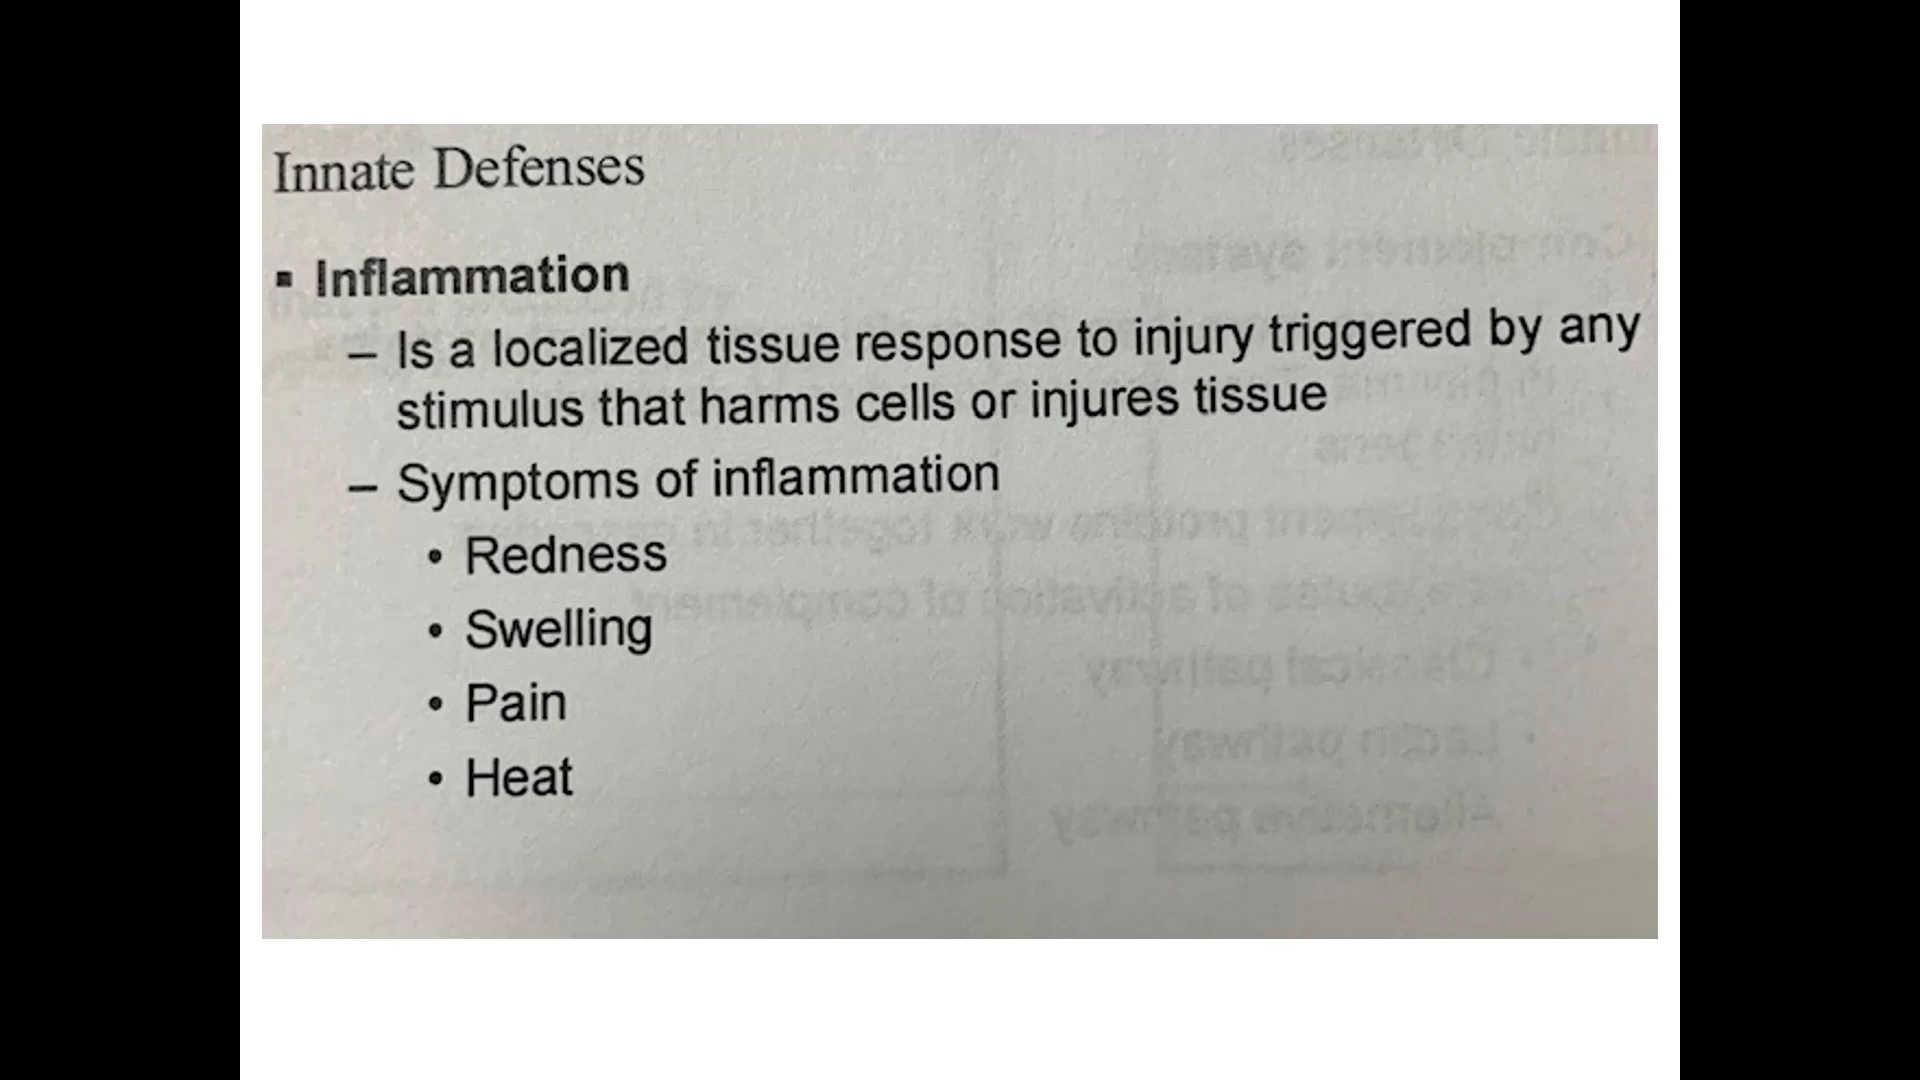 Innate Defenses
▪ Inflammation
– Is a localized tissue response to injury triggered by any
stimulus that harms cells or injures tissue
– Symptoms of inflammation
• Redness
• Swelling
• Pain
• Heat